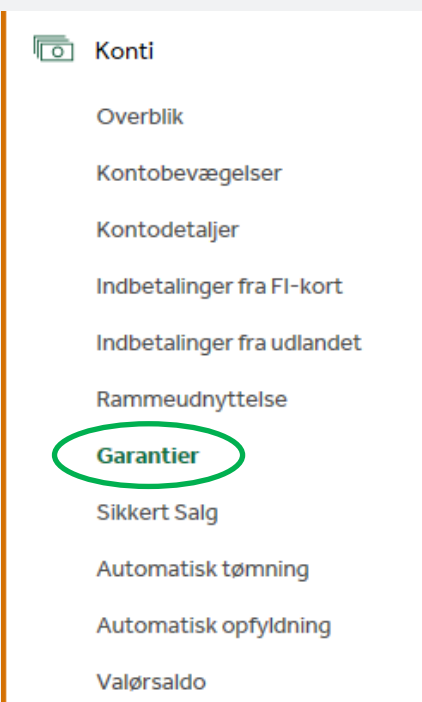 Konti
Overblik
Kontobevægelser
Kontodetaljer
Indbetalinger fra FI-kort
Indbetalinger fra udlandet
Rammeudnyttelse
Garantier
Sikkert Salg
Automatisk tømning
Automatisk opfyldning
Valørsaldo